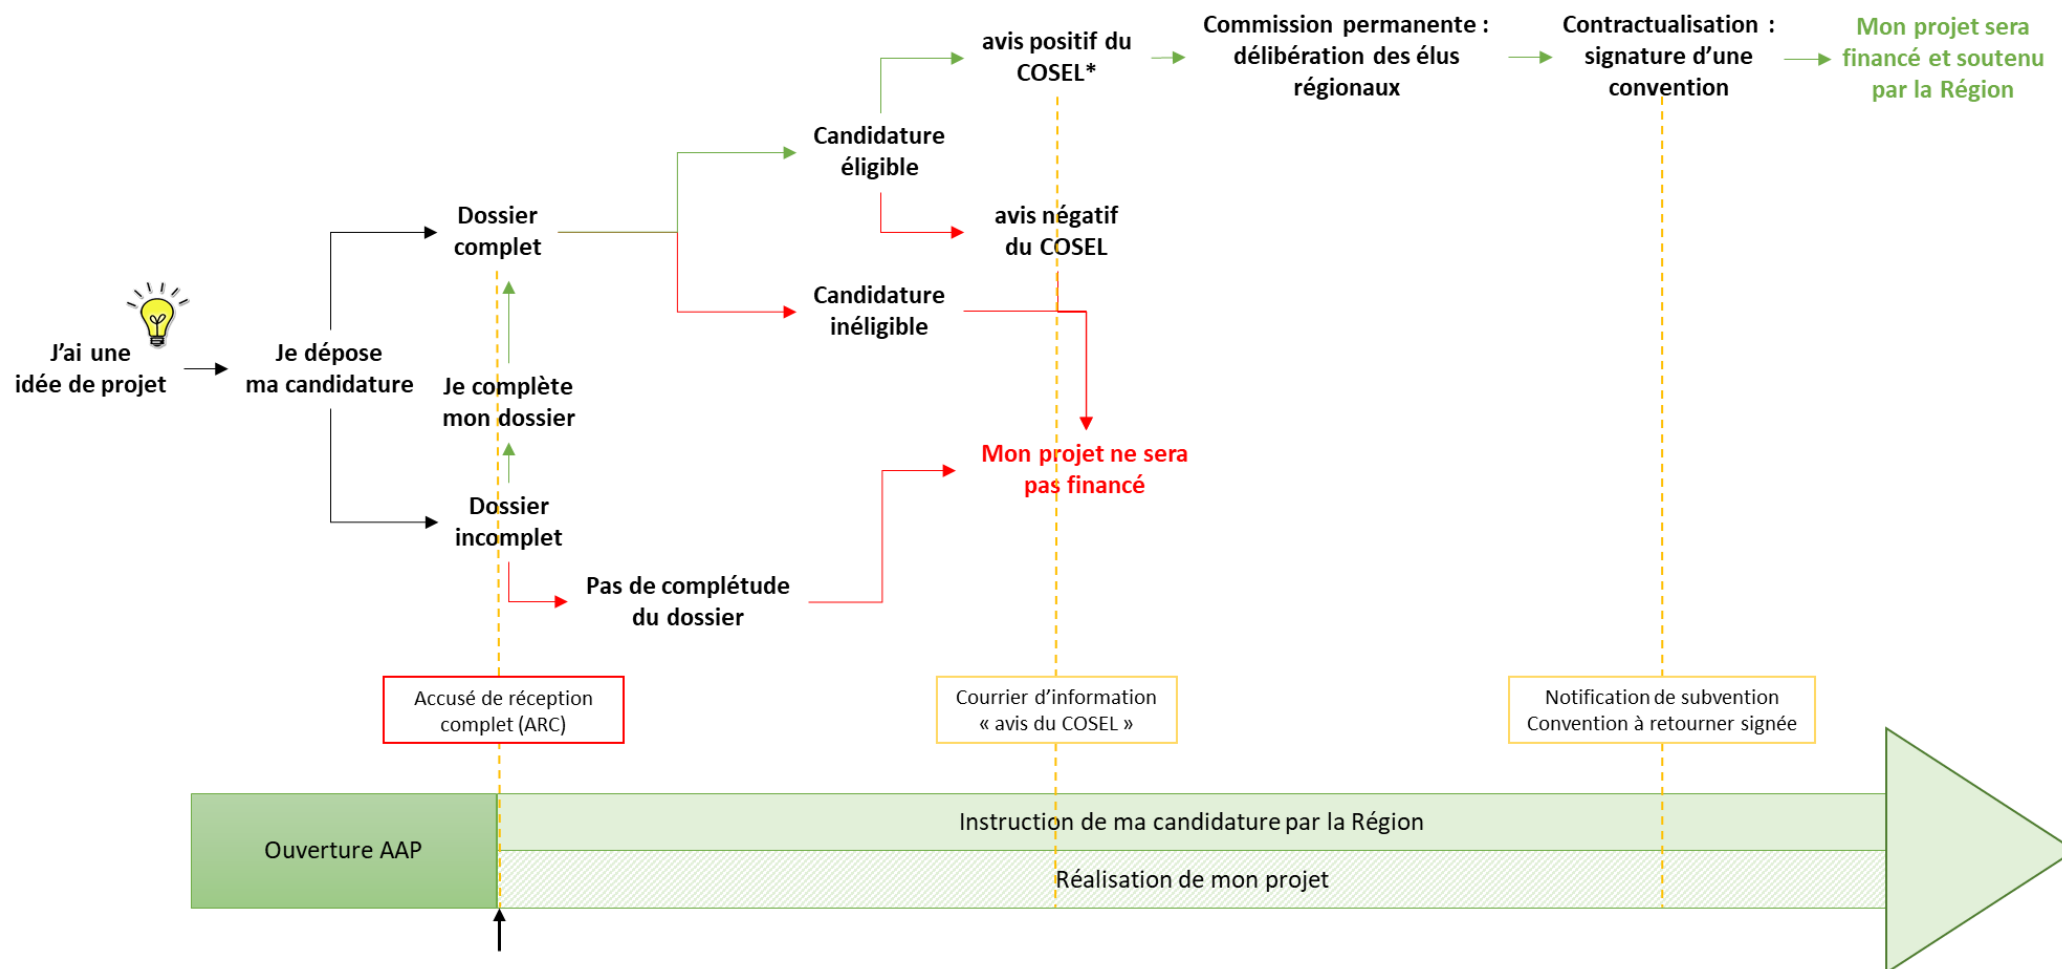 J'ai une
idée de projet
Je dépose
ma candidature
Dossier
complet
Je complète
mon dossier
Dossier
incomplet
Pas de complétude
du dossier
Candidature
éligible
Candidature
inéligible
avis positif du
COSEL*
avis négatif
du COSEL
Mon projet ne sera
pas financé
Commission permanente :
délibération des élus
régionaux
Contractualisation :
signature d'une
convention
Mon projet sera
financé et soutenu
par la Région
Accusé de réception
complet (ARC)
Courrier d'information
« avis du COSEL »
Notification de subvention
Convention à retourner signée
Ouverture AAP
Instruction de ma candidature par la Région
Réalisation de mon projet